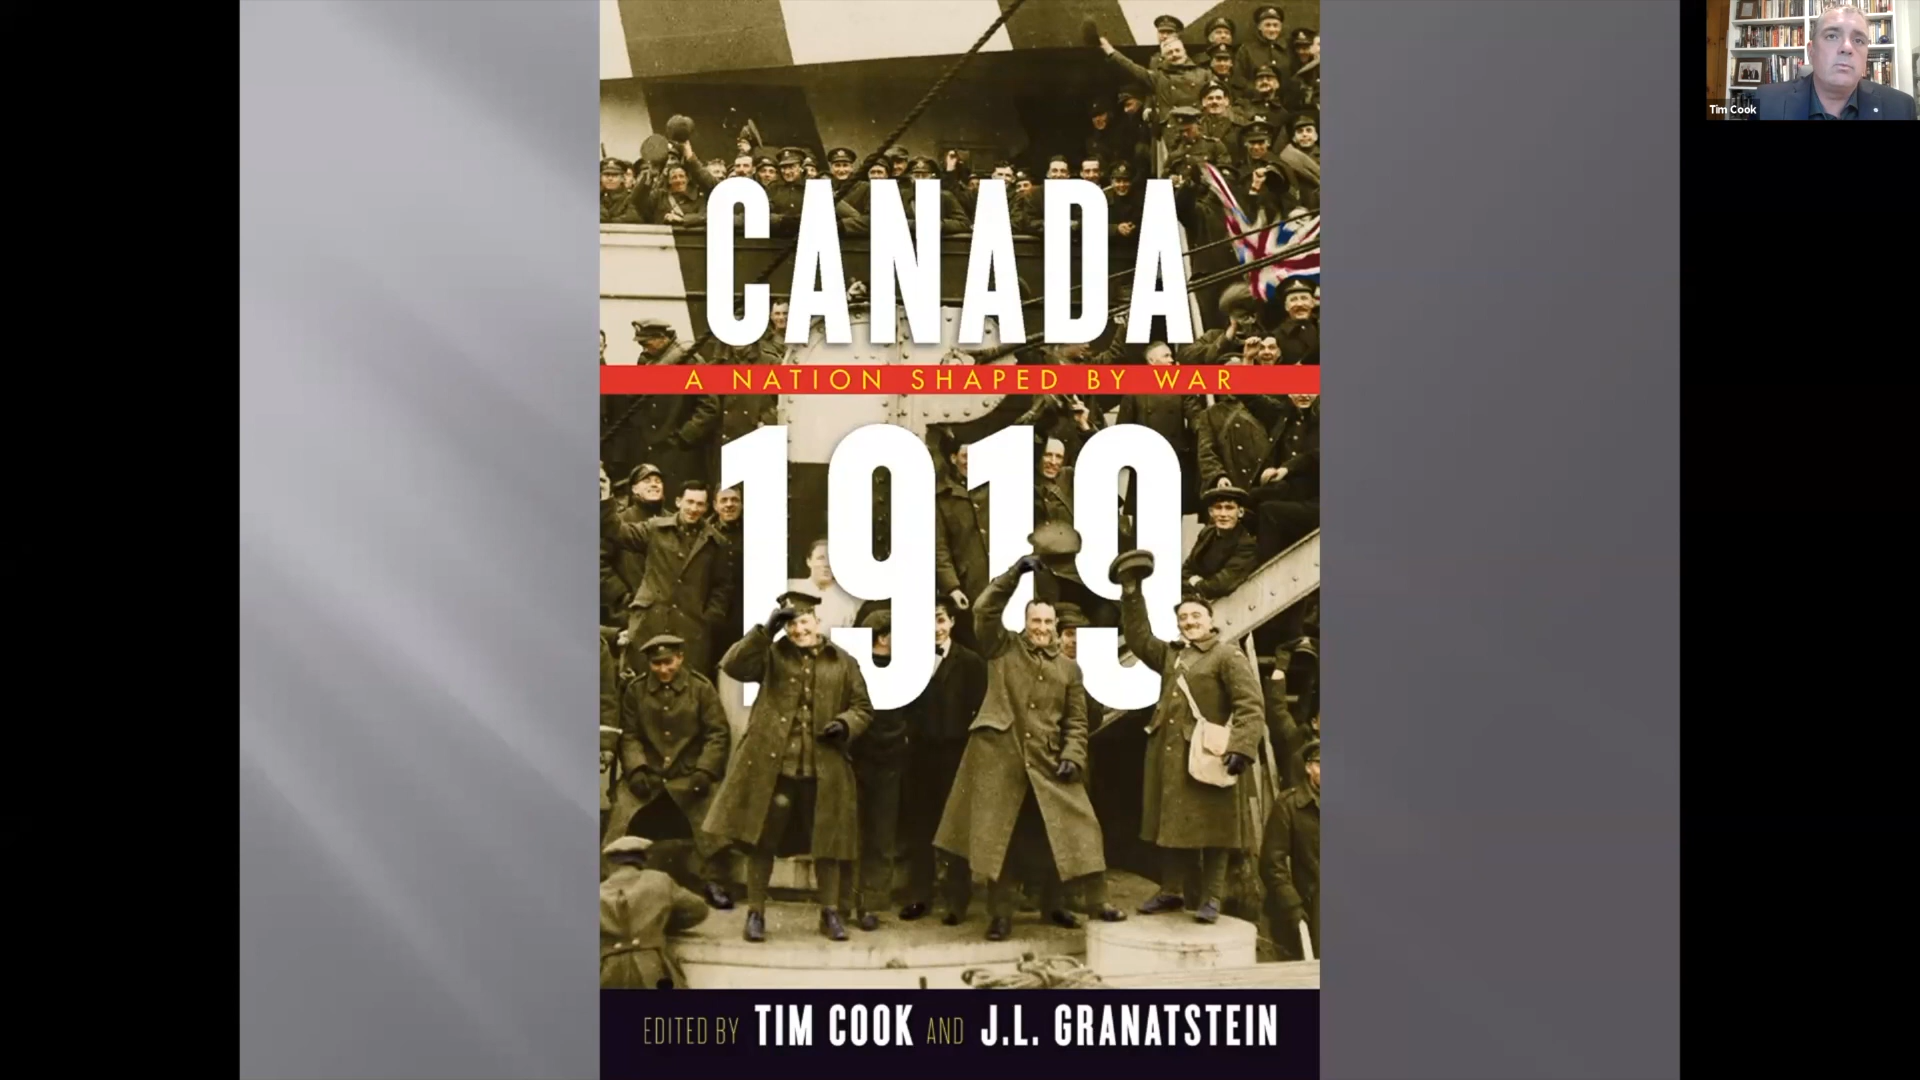 CANADA
A NATION SHAPED BY WAR
1919
EDITED BY TIM COOK AND J.L. GRANATSTEIN
Tim Cook